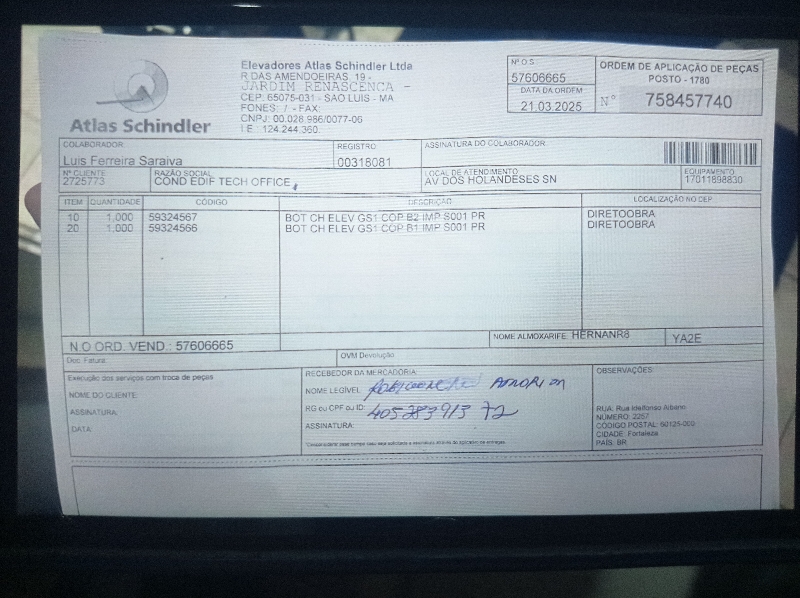 Atlas Schindler
Elevadores Atlas Schindler Ltda
R DAS AMENDOEIRAS, 19 -
JARDIM RENASCENCA -
CEP: 65075-031 - SAO LUIS - MA
FONES: / - FAX:
CNPJ: 00.028.986/0077-06
I.E.: 124.244.360.
Nº O.S.
57606665
DATA DA ORDEM
21.03.2025
ORDEM DE APLICAÇÃO DE PEÇAS
POSTO - 1780
Nº 758457740
COLABORADOR
Luis Ferreira Saraiva
REGISTRO
00318081
ASSINATURA DO COLABORADOR
Nº CLIENTE
2725773
RAZÃO SOCIAL
COND EDIF TECH OFFICE
LOCAL DE ATENDIMENTO
AV DOS HOLANDESES SN
EQUIPAMENTO
17011898830
ITEM QUANTIDADE CÓDIGO DESCRIÇÃO LOCALIZAÇÃO NO DEP.
10 1,000 59324567 BOT CH ELEV GS1 COP B2 IMP S001 PR DIRETOOBRA
20 1,000 59324566 BOT CH ELEV GS1 COP B1 IMP S001 PR DIRETOOBRA
N.O ORD. VEND.: 57606665
NOME ALMOXARIFE: HERNANR8
YA2E
Doc. Fatura:
OVM Devolução
Execução dos serviços com troca de peças
NOME DO CLIENTE:
ASSINATURA:
DATA:
RECEBEDOR DA MERCADORIA:
NOME LEGÍVEL:
RG ou CPF ou ID: 405283913 72
ASSINATURA:
OBSERVAÇÕES:
RUA: Rua Idelfonso Albano
NÚMERO: 2257
CÓDIGO POSTAL: 60125-000
CIDADE: Fortaleza
PAÍS: BR